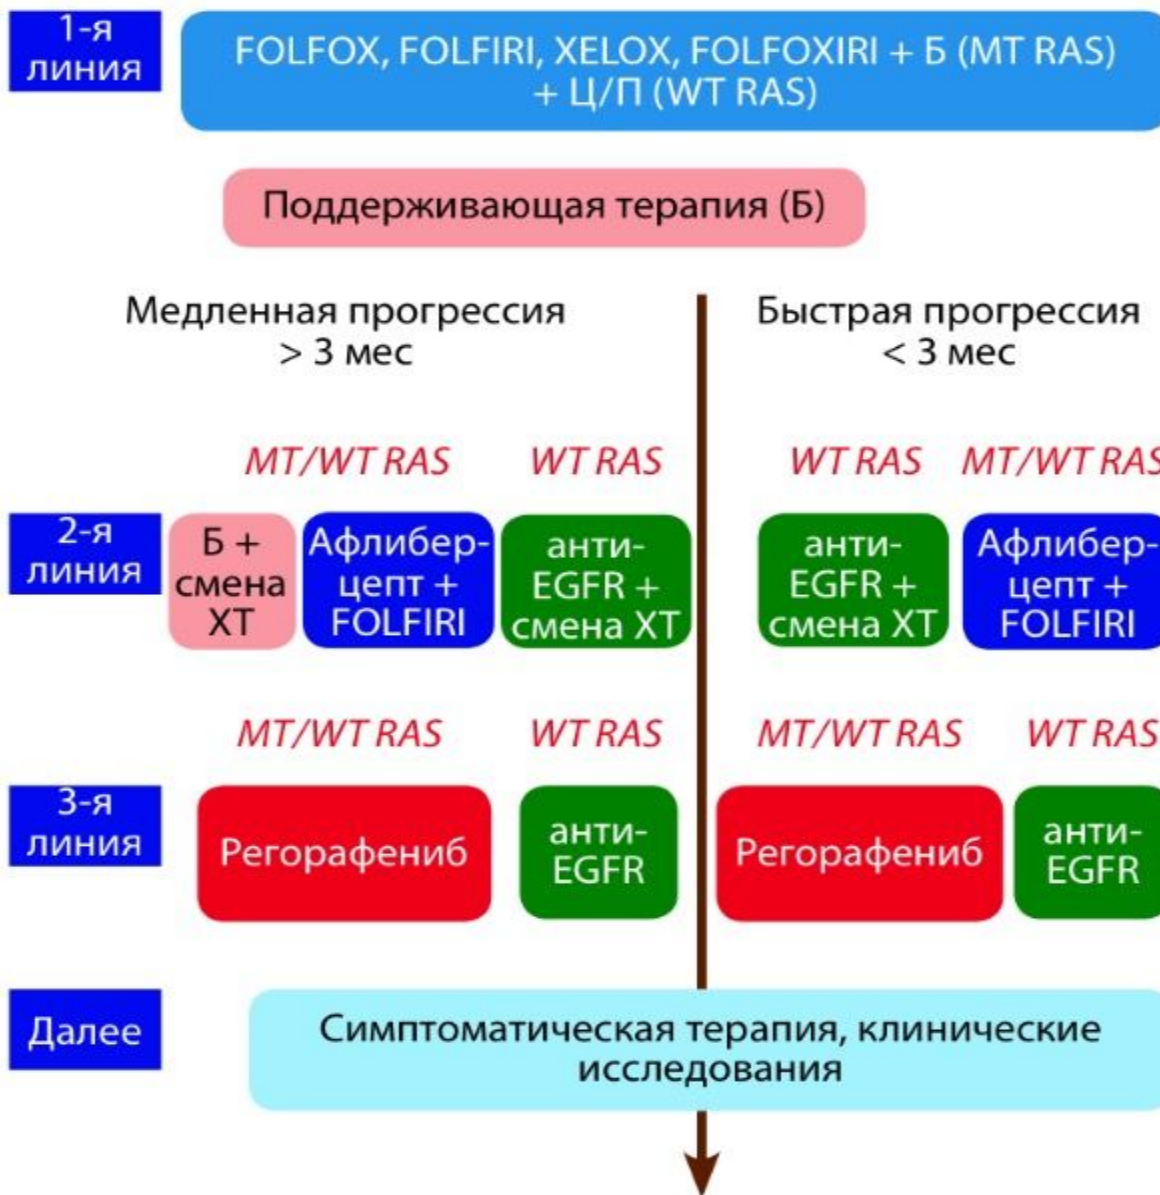 1-я
линия
FOLFOX, FOLFIRI, XELOX, FOLFOXIRI + Б (MT RAS)
+ Ц/П (WT RAS)
Поддерживающая терапия (Б)
Медленная прогрессия
> 3 мес
Быстрая прогрессия
< 3 мес
MT/WT RAS
WT RAS
WT RAS
MT/WT RAS
2-я
линия
Б +
смена
ХТ
Афлибер-
цепт +
FOLFIRI
анти-
EGFR +
смена ХТ
анти-
EGFR +
смена ХТ
Афлибер-
цепт +
FOLFIRI
MT/WT RAS
WT RAS
MT/WT RAS
WT RAS
3-я
линия
Регорафениб
анти-
EGFR
Регорафениб
анти-
EGFR
Далее
Симптоматическая терапия, клинические
исследования